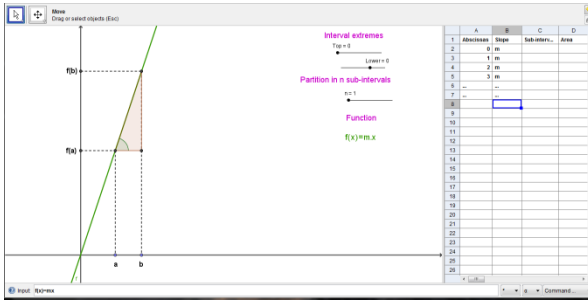 Move
Drag or select objects (Esc)
Interval extremes
Top = 0
Lower = 0
Partition in n sub-intervals
n = 1
Function
f(x)=m.x
f(b)
f(a)
a b
A B C D
1 Abscissas Slope Sub-interv... Area
2 0 m
3 1 m
4 2 m
5 3 m
6 ... ...
7 ... ...
8
9
10
11
12
13
14
15
16
17
18
19
20
21
22
23
24
25
26
Input f(x)=mx
α Command...